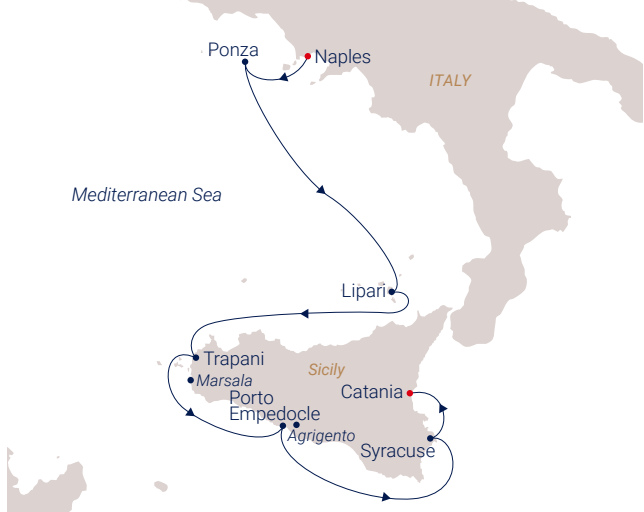 Ponza
Naples
ITALY
Mediterranean Sea
Lipari
Trapani
Sicily
Marsala
Catania
Porto
Empedocle
Agrigento
Syracuse